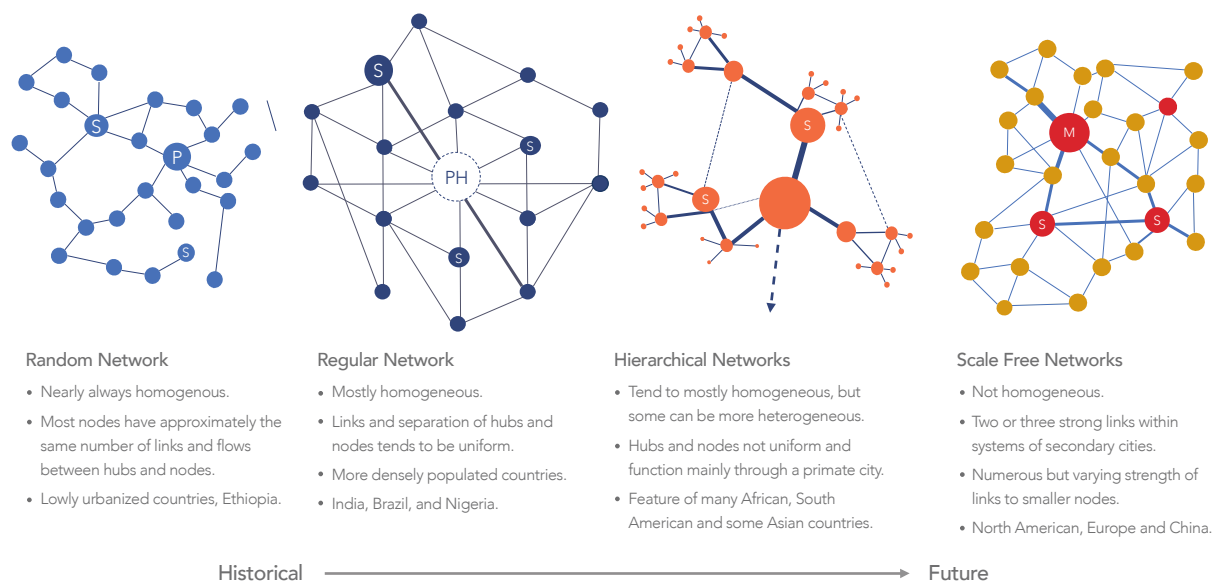 S
P
S
S
PH
S
S
S
S
M
S
S
Random Network
• Nearly always homogenous.
• Most nodes have approximately the
same number of links and flows
between hubs and nodes.
• Lowly urbanized countries, Ethiopia.
Regular Network
• Mostly homogeneous.
• Links and separation of hubs and
nodes tends to be uniform.
• More densely populated countries.
• India, Brazil, and Nigeria.
Hierarchical Networks
• Tend to mostly homogeneous, but
some can be more heterogeneous.
• Hubs and nodes not uniform and
function mainly through a primate city.
• Feature of many African, South
American and some Asian countries.
Scale Free Networks
• Not homogeneous.
• Two or three strong links within
systems of secondary cities.
• Numerous but varying strength of
links to smaller nodes.
• North American, Europe and China.
Historical
Future